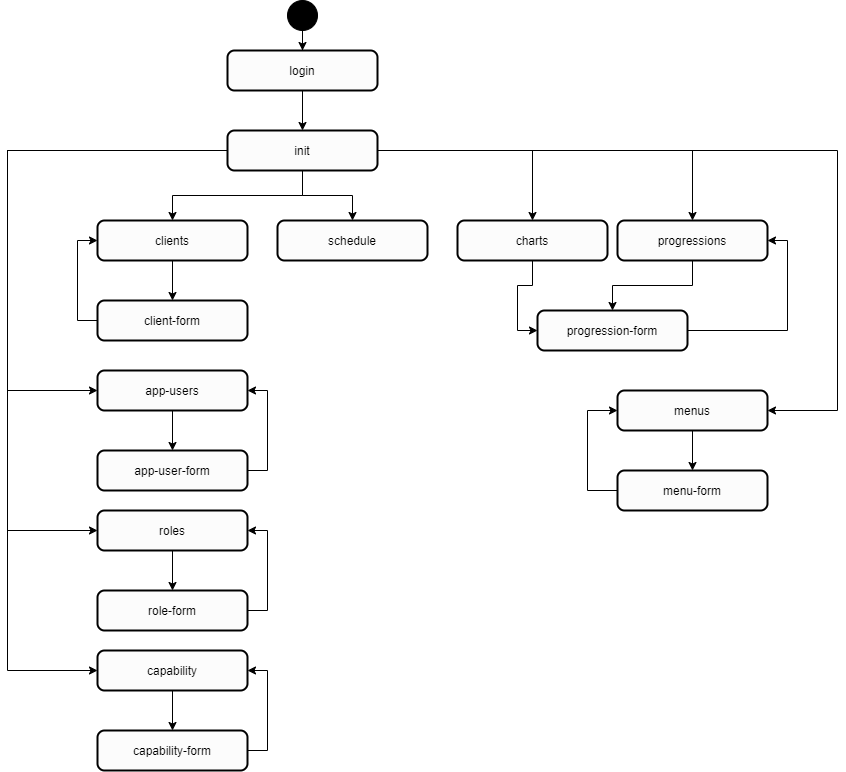 login
init
clients
schedule
charts
progressions
client-form
progression-form
app-users
menus
app-user-form
menu-form
roles
role-form
capability
capability-form